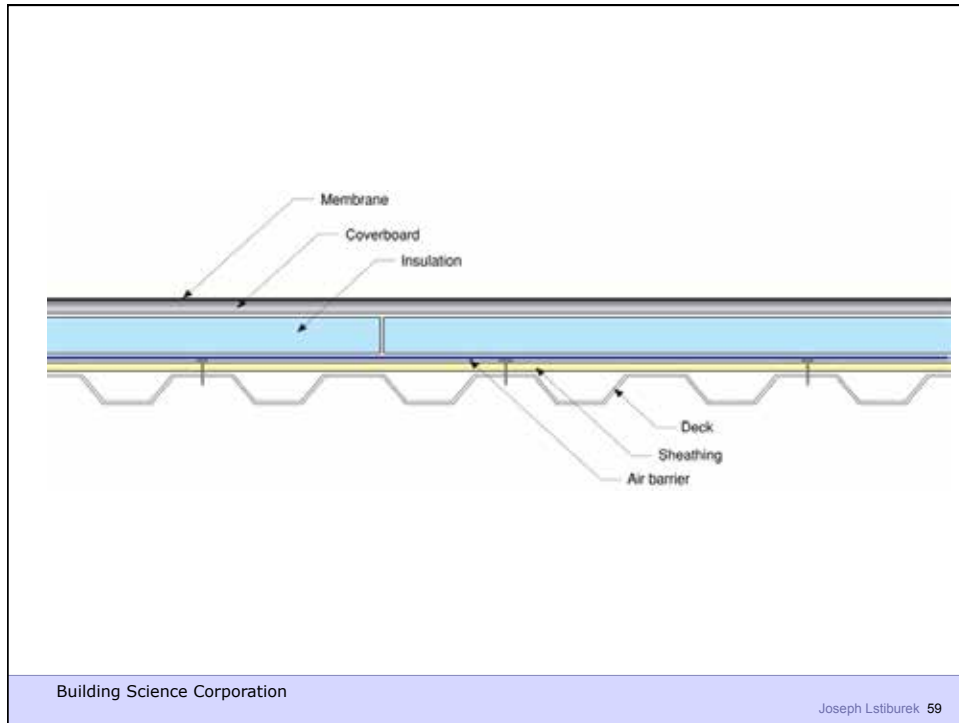 Membrane
Coverboard
Insulation
Deck
Sheathing
Air barrier
Building Science Corporation
Joseph Lstiburek 59